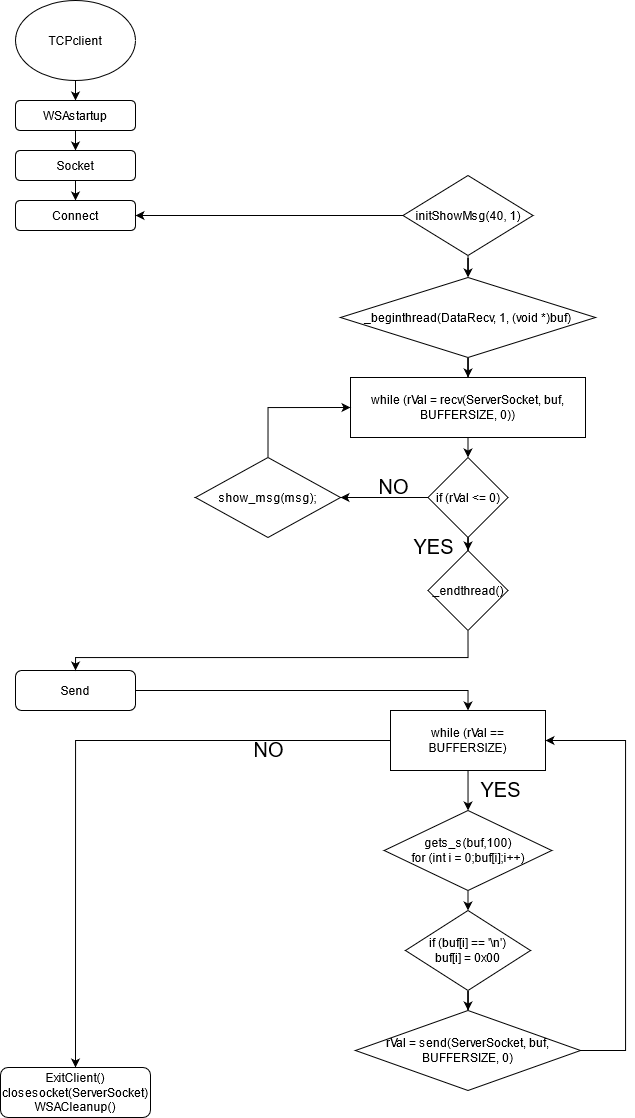 TCPclient
WSAstartup
Socket
Connect
initShowMsg(40, 1)
_beginthread(DataRecv, 1, (void *)buf)
while (rVal = recv(ServerSocket, buf,
BUFFERSIZE, 0))
show_msg(msg);
NO
if (rVal <= 0)
YES
_endthread()
Send
while (rVal ==
BUFFERSIZE)
NO
YES
gets_s(buf,100)
for (int i = 0;buf[i];i++)
if (buf[i] == '\n')
buf[i] = 0x00
rVal = send(ServerSocket, buf,
BUFFERSIZE, 0)
ExitClient()
closesocket(ServerSocket)
WSACleanup()